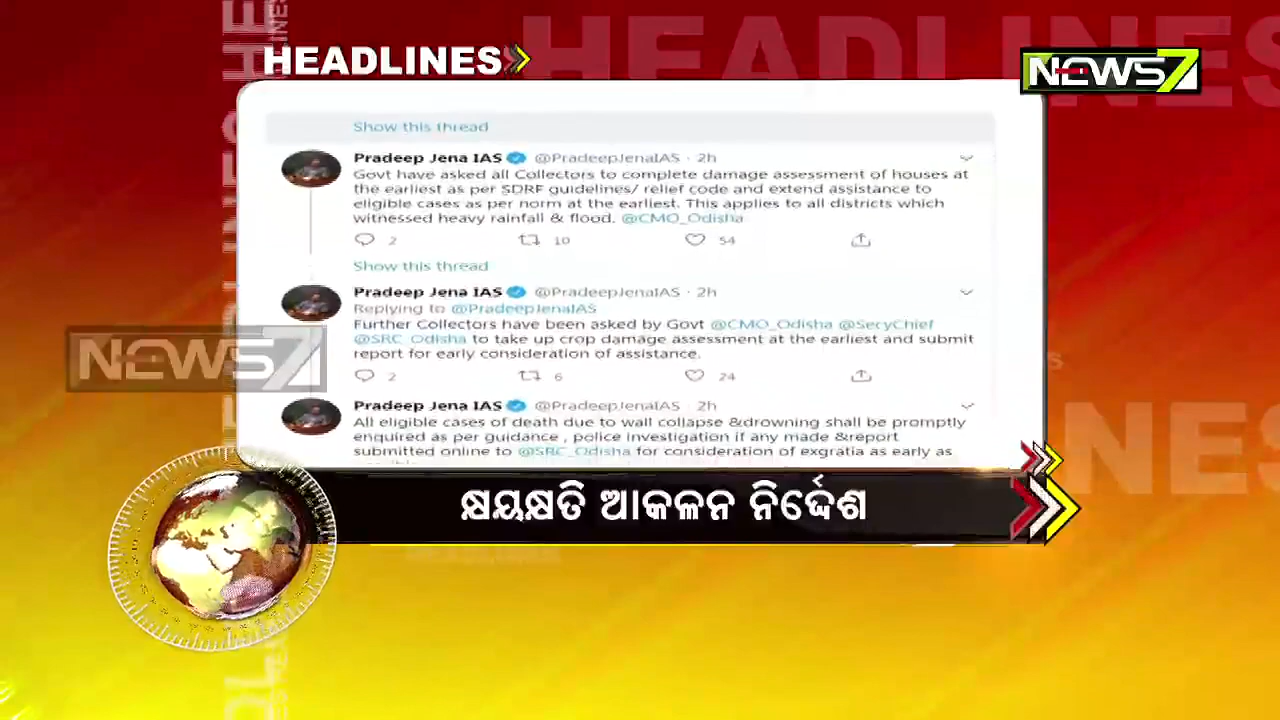 HEADLINES
NEWS7
Show this thread
Pradeep Jena IAS @PradeepJenaIAS · 2h
Govt have asked all Collectors to complete damage assessment of houses at
the earliest as per SDRF guidelines/ relief code and extend assistance to
eligible cases as per norm at the earliest. This applies to all districts which
witnessed heavy rainfall & flood. @CMO_Odisha
2 10 54
Show this thread
Pradeep Jena IAS @PradeepJenaIAS · 2h
Replying to @PradeepJenaIAS
Further Collectors have been asked by Govt @CMO_Odisha @SecyChief
@SRC_Odisha to take up crop damage assessment at the earliest and submit
report for early consideration of assistance.
2 6 24
NEWS7
Pradeep Jena IAS @PradeepJenaIAS · 2h
All eligible cases of death due to wall collapse &drowning shall be promptly
enquired as per guidance , police investigation if any made &report
submitted online to @SRC_Odisha for consideration of exgratia as early as
କ୍ଷୟକ୍ଷତି ଆକଳନ ନିର୍ଦ୍ଦେଶ